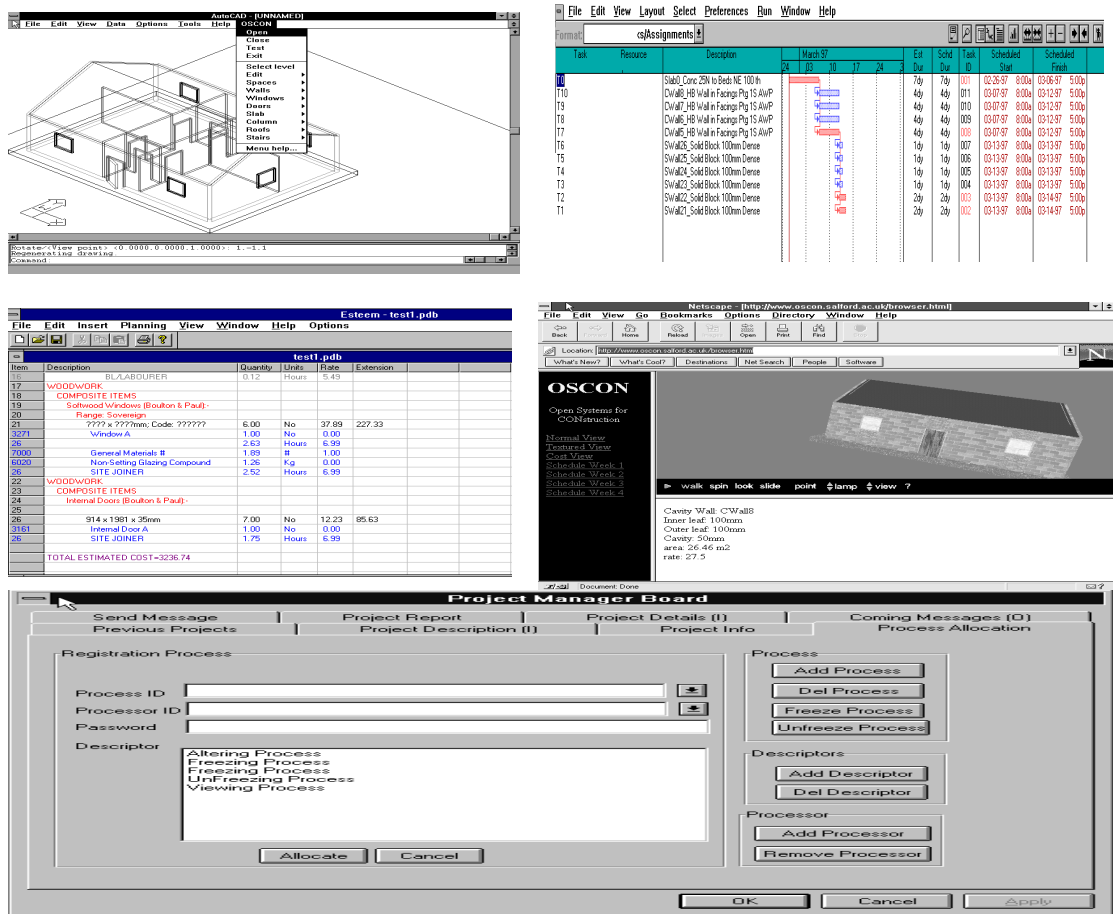 AutoCAD - [UNNAMED]
File Edit View Data Options Tools Help OSCON
Open
Close
Test
Exit
Select level
Edit
Spaces
Walls
Windows
Doors
Slab
Column
Roofs
Stairs
Menu help...
Rotate/<View point> <0.0000,0.0000,1.0000>: 1,-1,1
Regenerating drawing.
Command:
File Edit View Layout Select Preferences Run Window Help
Format: cs/Assignments
Task Resource Description March 97 Est Schd Task Scheduled Scheduled
24 03 10 17 24 3 Dur Dur ID Start Finish
T0 Slab0_Conc 25N to Beds NE 100 th 7dy 7dy 001 02-26-97 8:00a 03-06-97 5:00p
T10 CWall8_HB Wall in Facings Ptg 1S AWP 4dy 4dy 011 03-07-97 8:00a 03-12-97 5:00p
T9 CWall7_HB Wall in Facings Ptg 1S AWP 4dy 4dy 010 03-07-97 8:00a 03-12-97 5:00p
T8 CWall6_HB Wall in Facings Ptg 1S AWP 4dy 4dy 009 03-07-97 8:00a 03-12-97 5:00p
T7 CWall5_HB Wall in Facings Ptg 1S AWP 4dy 4dy 008 03-07-97 8:00a 03-12-97 5:00p
T6 SWall26_Solid Block 100mm Dense 1dy 1dy 007 03-13-97 8:00a 03-13-97 5:00p
T5 SWall25_Solid Block 100mm Dense 1dy 1dy 006 03-13-97 8:00a 03-13-97 5:00p
T4 SWall24_Solid Block 100mm Dense 1dy 1dy 005 03-13-97 8:00a 03-13-97 5:00p
T3 SWall23_Solid Block 100mm Dense 1dy 1dy 004 03-13-97 8:00a 03-13-97 5:00p
T2 SWall22_Solid Block 100mm Dense 2dy 2dy 003 03-13-97 8:00a 03-14-97 5:00p
T1 SWall21_Solid Block 100mm Dense 2dy 2dy 002 03-13-97 8:00a 03-14-97 5:00p
Esteem - test1.pdb
File Edit Insert Planning View Window Help Options
test1.pdb
Item Description Quantity Units Rate Extension
16 BL/LABOURER 0.12 Hours 5.49
17 WOODWORK
18 COMPOSITE ITEMS
19 Softwood Windows (Boulton & Paul):-
20 Range: Sovereign
21 ???? x ????mm; Code: ?????? 6.00 No 37.89 227.33
3271 Window A 1.00 No 0.00
26 2.63 Hours 6.99
7000 General Materials # 1.89 # 1.00
6020 Non-Setting Glazing Compound 1.26 Kg 0.00
26 SITE JOINER 2.52 Hours 6.99
22 WOODWORK
23 COMPOSITE ITEMS
24 Internal Doors (Boulton & Paul):-
25
26 914 x 1981 x 35mm 7.00 No 12.23 85.63
3161 Internal Door A 1.00 No 0.00
26 SITE JOINER 1.75 Hours 6.99
TOTAL ESTIMATED COST=3236.74
Netscape - [http://www.oscon.salford.ac.uk/browser.html]
File Edit View Go Bookmarks Options Directory Window Help
Back Forward Home Reload Images Open Print Find Stop
Location: http://www.oscon.salford.ac.uk/browser.html
What's New? What's Cool? Destinations Net Search People Software
N
OSCON
Open Systems for
CONstruction
Normal View
Textured View
Cost View
Schedule Week 1
Schedule Week 2
Schedule Week 3
Schedule Week 4
walk spin look slide point lamp view ?
Cavity Wall: CWall8
Inner leaf: 100mm
Outer leaf: 100mm
Cavity: 50mm
area: 26.46 m2
rate: 27.5
Document: Done
Project Manager Board
Send Message Project Report Project Details (I) Coming Messages (O)
Previous Projects Project Description (I) Project Info Process Allocation
Registration Process
Process ID
Processor ID
Password
Descriptor
Altering Process
Freezing Process
Freezing Process
UnFreezing Process
Viewing Process
Allocate Cancel
Process
Add Process
Del Process
Freeze Process
Unfreeze Process
Descriptors
Add Descriptor
Del Descriptor
Processor
Add Processor
Remove Processor
OK Cancel Apply